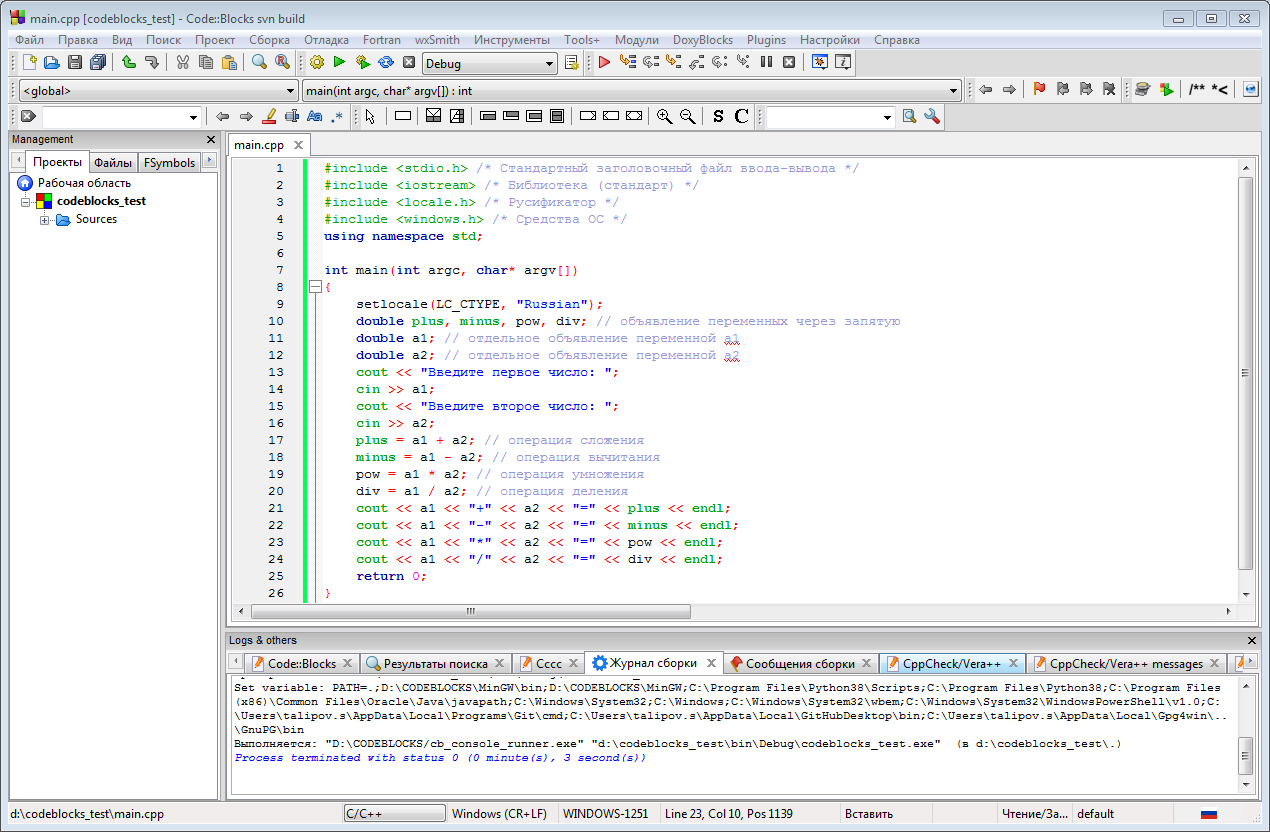 main.cpp [codeblocks_test] - Code::Blocks svn build
Файл Правка Вид Поиск Проект Сборка Отладка Fortran wxSmith Инструменты Tools+ Модули DoxyBlocks Plugins Настройки Справка
Debug
<global> main(int argc, char* argv[]) : int /** *<
Aa .* S C
Management
Проекты Файлы FSymbols
Рабочая область
codeblocks_test
Sources
main.cpp
1 #include <stdio.h> /* Стандартный заголовочный файл ввода-вывода */
2 #include <iostream> /* Библиотека (стандарт) */
3 #include <locale.h> /* Русификатор */
4 #include <windows.h> /* Средства ОС */
5 using namespace std;
6
7 int main(int argc, char* argv[])
8 {
9 setlocale(LC_CTYPE, "Russian");
10 double plus, minus, pow, div; // объявление переменных через запятую
11 double a1; // отдельное объявление переменной a1
12 double a2; // отдельное объявление переменной a2
13 cout << "Введите первое число: ";
14 cin >> a1;
15 cout << "Введите второе число: ";
16 cin >> a2;
17 plus = a1 + a2; // операция сложения
18 minus = a1 - a2; // операция вычитания
19 pow = a1 * a2; // операция умножения
20 div = a1 / a2; // операция деления
21 cout << a1 << "+" << a2 << "=" << plus << endl;
22 cout << a1 << "-" << a2 << "=" << minus << endl;
23 cout << a1 << "*" << a2 << "=" << pow << endl;
24 cout << a1 << "/" << a2 << "=" << div << endl;
25 return 0;
26 }
Logs & others
Code::Blocks Результаты поиска Cccc Журнал сборки Сообщения сборки CppCheck/Vera++ CppCheck/Vera++ messages
Set variable: PATH=.;D:\CODEBLOCKS\MinGW\bin;D:\CODEBLOCKS\MinGW;C:\Program Files\Python38\Scripts;C:\Program Files\Python38;C:\Program Files
(x86)\Common Files\Oracle\Java\javapath;C:\Windows\System32;C:\Windows;C:\Windows\System32\wbem;C:\Windows\System32\WindowsPowerShell\v1.0;C:
\Users\talipov.s\AppData\Local\Programs\Git\cmd;C:\Users\talipov.s\AppData\Local\GitHubDesktop\bin;C:\Users\talipov.s\AppData\Local\Gpg4win\..
\GnuPG\bin
Выполняется: "D:\CODEBLOCKS/cb_console_runner.exe" "d:\codeblocks_test\bin\Debug\codeblocks_test.exe" (в d:\codeblocks_test\.)
Process terminated with status 0 (0 minute(s), 3 second(s))
d:\codeblocks_test\main.cpp C/C++ Windows (CR+LF) WINDOWS-1251 Line 23, Col 10, Pos 1139 Вставить Чтение/За... default